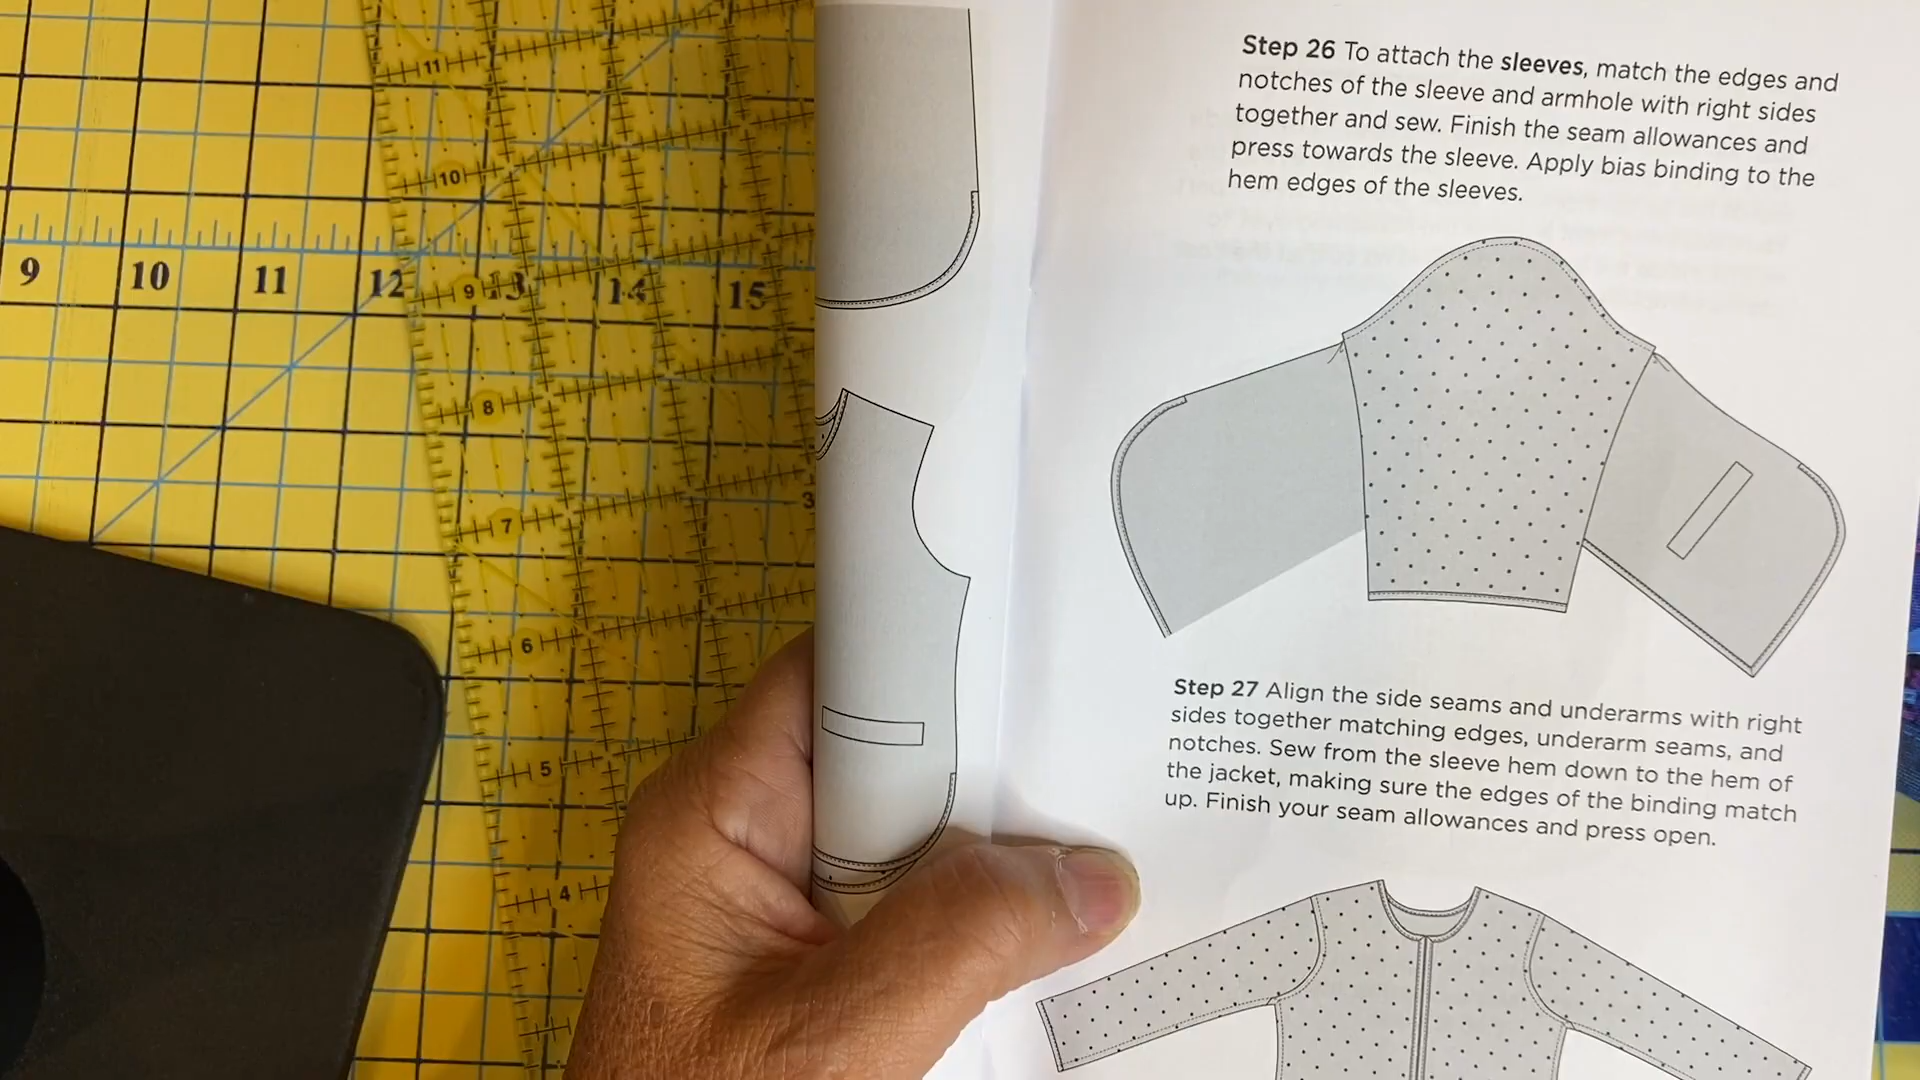 11
10
9 10 11 12 9 13 14 15
8
7
3
6
5
4
Step 26 To attach the sleeves, match the edges and
notches of the sleeve and armhole with right sides
together and sew. Finish the seam allowances and
press towards the sleeve. Apply bias binding to the
hem edges of the sleeves.
Step 27 Align the side seams and underarms with right
sides together matching edges, underarm seams, and
notches. Sew from the sleeve hem down to the hem of
the jacket, making sure the edges of the binding match
up. Finish your seam allowances and press open.